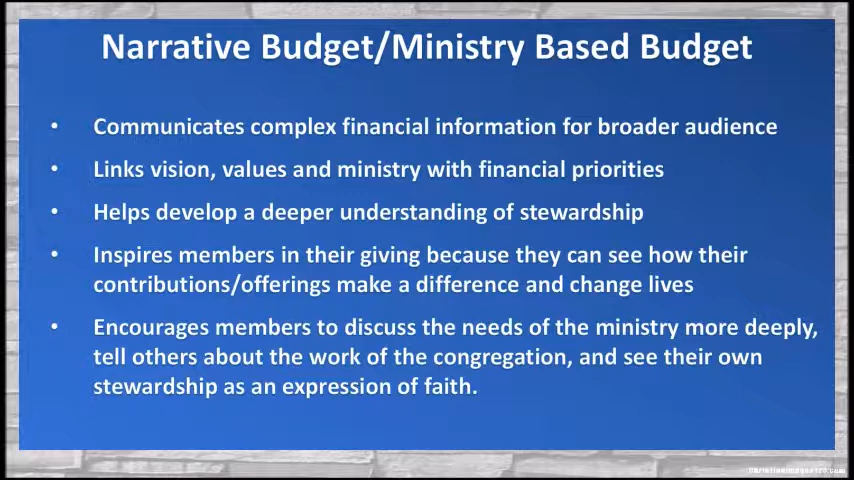 Narrative Budget/Ministry Based Budget
• Communicates complex financial information for broader audience
• Links vision, values and ministry with financial priorities
• Helps develop a deeper understanding of stewardship
• Inspires members in their giving because they can see how their
contributions/offerings make a difference and change lives
• Encourages members to discuss the needs of the ministry more deeply,
tell others about the work of the congregation, and see their own
stewardship as an expression of faith.